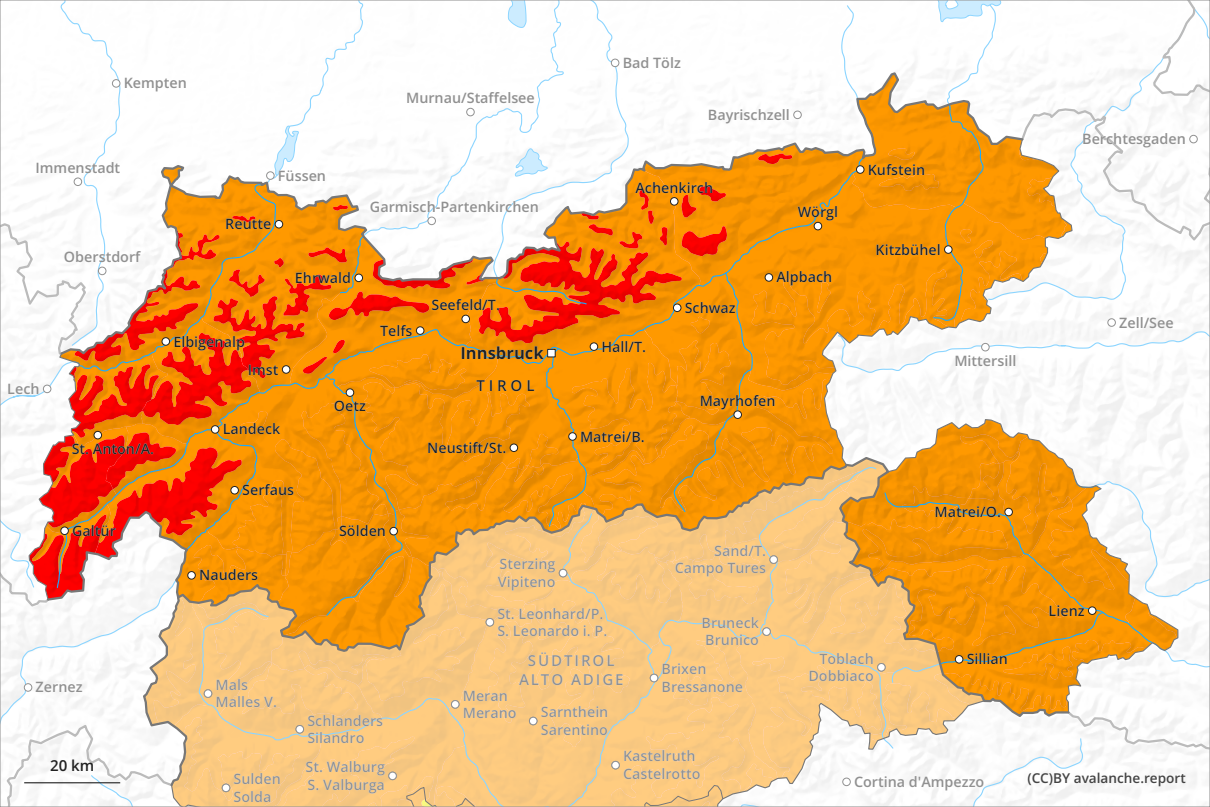 Kempten
Bad Tölz
Murnau/Staffelsee
Bayrischzell
Berchtesgaden
Immenstadt
Füssen
Kufstein
Achenkirch
Garmisch-Partenkirchen
Wörgl
Reutte
Kitzbühel
Oberstdorf
Ehrwald
Alpbach
Seefeld/T.
Schwaz
Zell/See
Telfs
Elbigenalp
Innsbruck
Hall/T.
Mittersill
Imst
TIROL
Lech
Oetz
Mayrhofen
Landeck
Matrei/B.
St. Anton/A.
Neustift/St.
Serfaus
Matrei/O.
Galtür
Sölden
Sand/T.
Campo Tures
Sterzing
Vipiteno
Nauders
St. Leonhard/P.
S. Leonardo i. P.
Lienz
Bruneck
Brunico
SÜDTIROL
ALTO ADIGE
Toblach
Dobbiaco
Sillian
Brixen
Bressanone
Zernez
Mals
Malles V.
Meran
Merano
Sarnthein
Sarentino
Schlanders
Silandro
Kastelruth
Castelrotto
St. Walburg
S. Valburga
20 km
Sulden
Solda
Cortina d'Ampezzo
(CC)BY avalanche.report